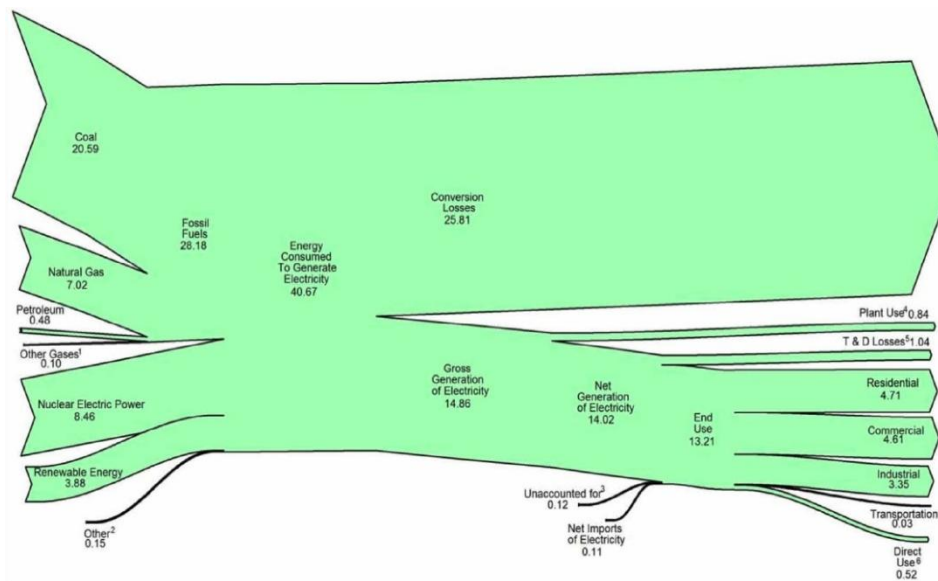 Coal
20.59
Natural Gas
7.02
Petroleum
0.48
Other Gases¹
0.10
Nuclear Electric Power
8.46
Renewable Energy
3.88
Other²
0.15
Fossil
Fuels
28.18
Energy
Consumed
To Generate
Electricity
40.67
Conversion
Losses
25.81
Gross
Generation
of Electricity
14.86
Net
Generation
of Electricity
14.02
Unaccounted for³
0.12
Net Imports
of Electricity
0.11
End
Use
13.21
Plant Use⁴ 0.84
T & D Losses⁵ 1.04
Residential
4.71
Commercial
4.61
Industrial
3.35
Transportation
0.03
Direct
Use⁶
0.52